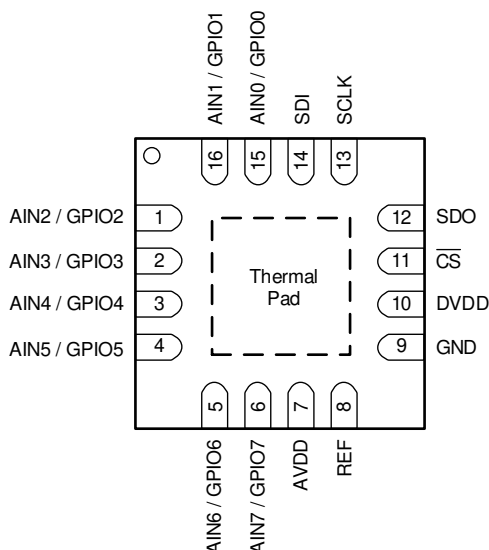 AIN1 / GPIO1
AIN0 / GPIO0
SDI
SCLK
16
15
14
13
AIN2 / GPIO2
1
12
SDO
AIN3 / GPIO3
2
11
CS
AIN4 / GPIO4
3
10
DVDD
AIN5 / GPIO5
4
9
GND
Thermal
Pad
5
6
7
8
AIN6 / GPIO6
AIN7 / GPIO7
AVDD
REF